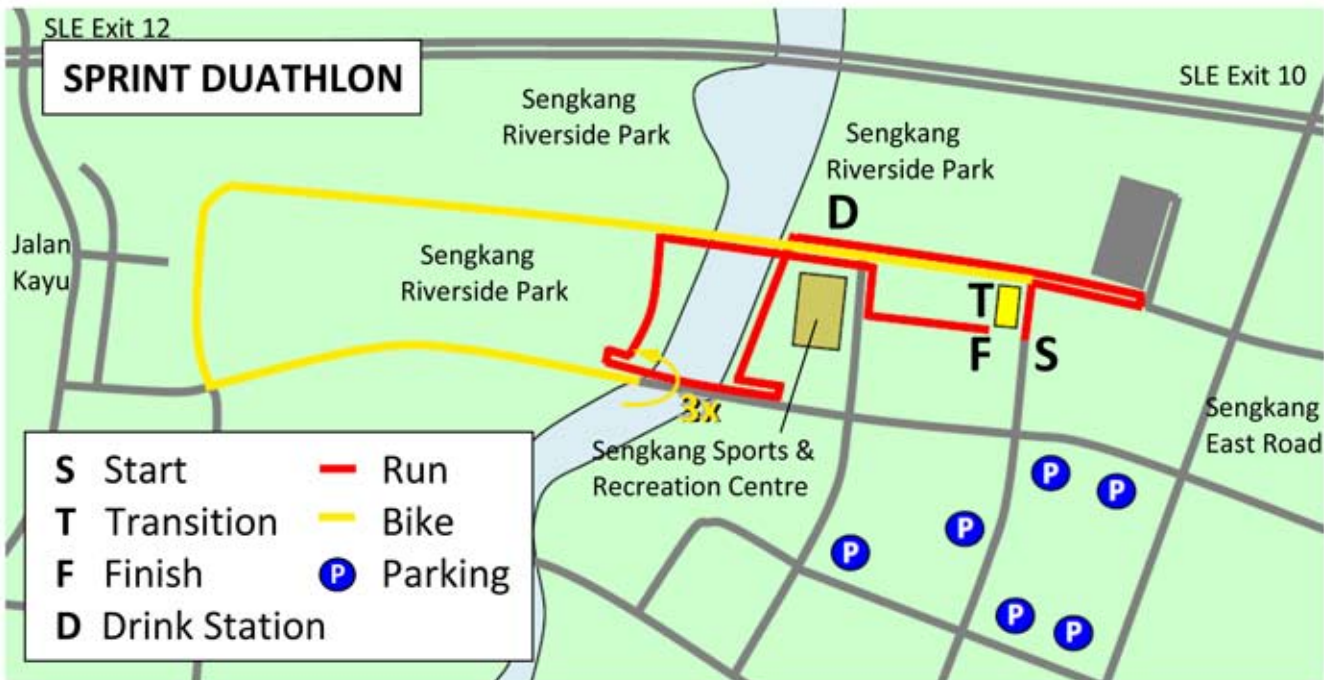 SLE Exit 12
SPRINT DUATHLON
SLE Exit 10
Sengkang
Riverside Park
Sengkang
Riverside Park
D
Jalan
Kayu
Sengkang
Riverside Park
T
F
S
3x
Sengkang
East Road
Sengkang Sports &
Recreation Centre
P
P
P
P
P
P
S Start
Run
T Transition
Bike
F Finish
P Parking
D Drink Station